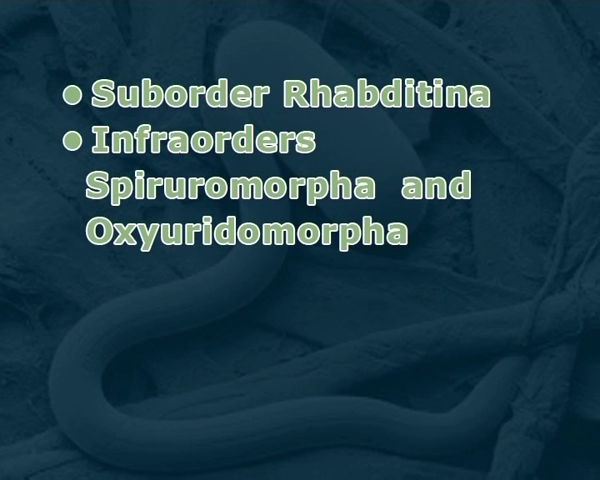 • Suborder Rhabditina
• Infraorders
Spiruromorpha and
Oxyuridomorpha